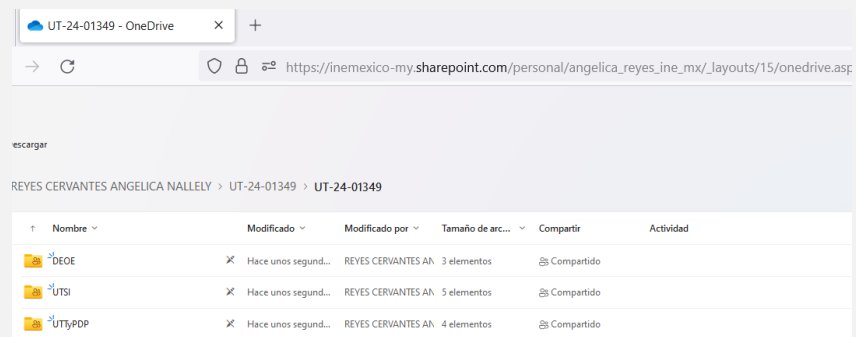 UT-24-01349 - OneDrive
https://inemexico-my.sharepoint.com/personal/angelica_reyes_ine_mx/_layouts/15/onedrive.asp
escargar
REYES CERVANTES ANGELICA NALLELY > UT-24-01349 > UT-24-01349
Nombre Modificado Modificado por Tamaño de arc... Compartir Actividad
DEOE Hace unos segund... REYES CERVANTES AN 3 elementos Compartido
UTSI Hace unos segund... REYES CERVANTES AN 5 elementos Compartido
UTTyPDP Hace unos segund... REYES CERVANTES AN 4 elementos Compartido